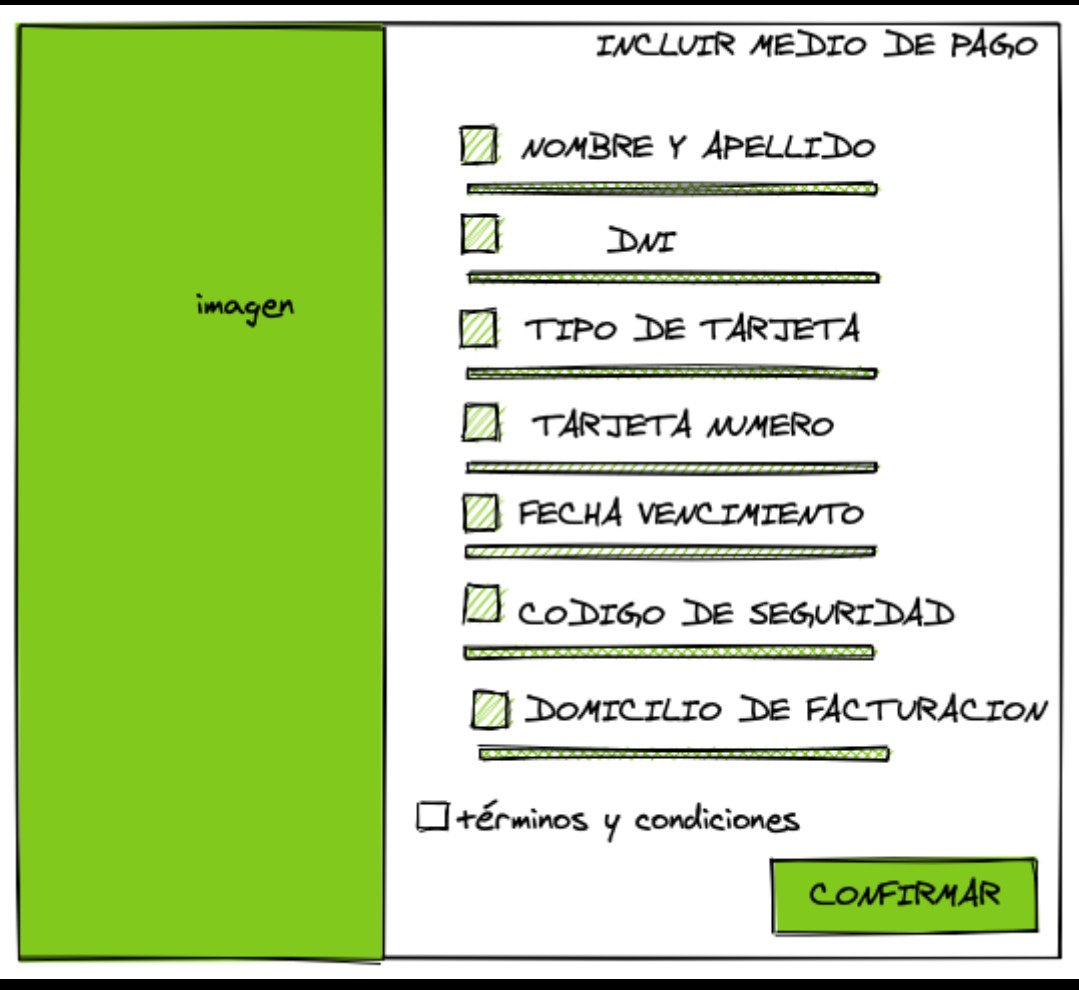 INCLUIR MEDIO DE PAGO
NOMBRE Y APELLIDO
DNI
TIPO DE TARJETA
imagen
TARJETA NUMERO
FECHA VENCIMIENTO
CODIGO DE SEGURIDAD
DOMICILIO DE FACTURACION
términos y condiciones
CONFIRMAR